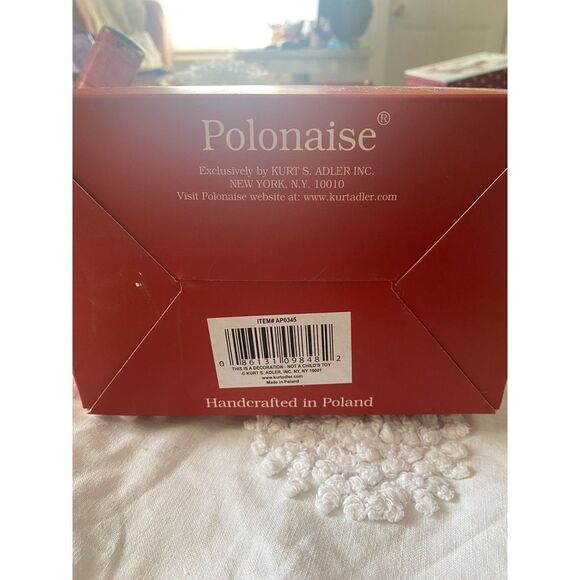 Polonaise®
Exclusively by KURT S. ADLER INC.
NEW YORK, N.Y. 10010
Visit Polonaise website at: www.kurtadler.com
ITEM# AP0345
0 86131 09848 2
THIS IS A DECORATION - NOT A CHILD'S TOY
© KURT S. ADLER, INC. NY, NY 10001
www.kurtadler.com
Made in Poland
Handcrafted in Poland